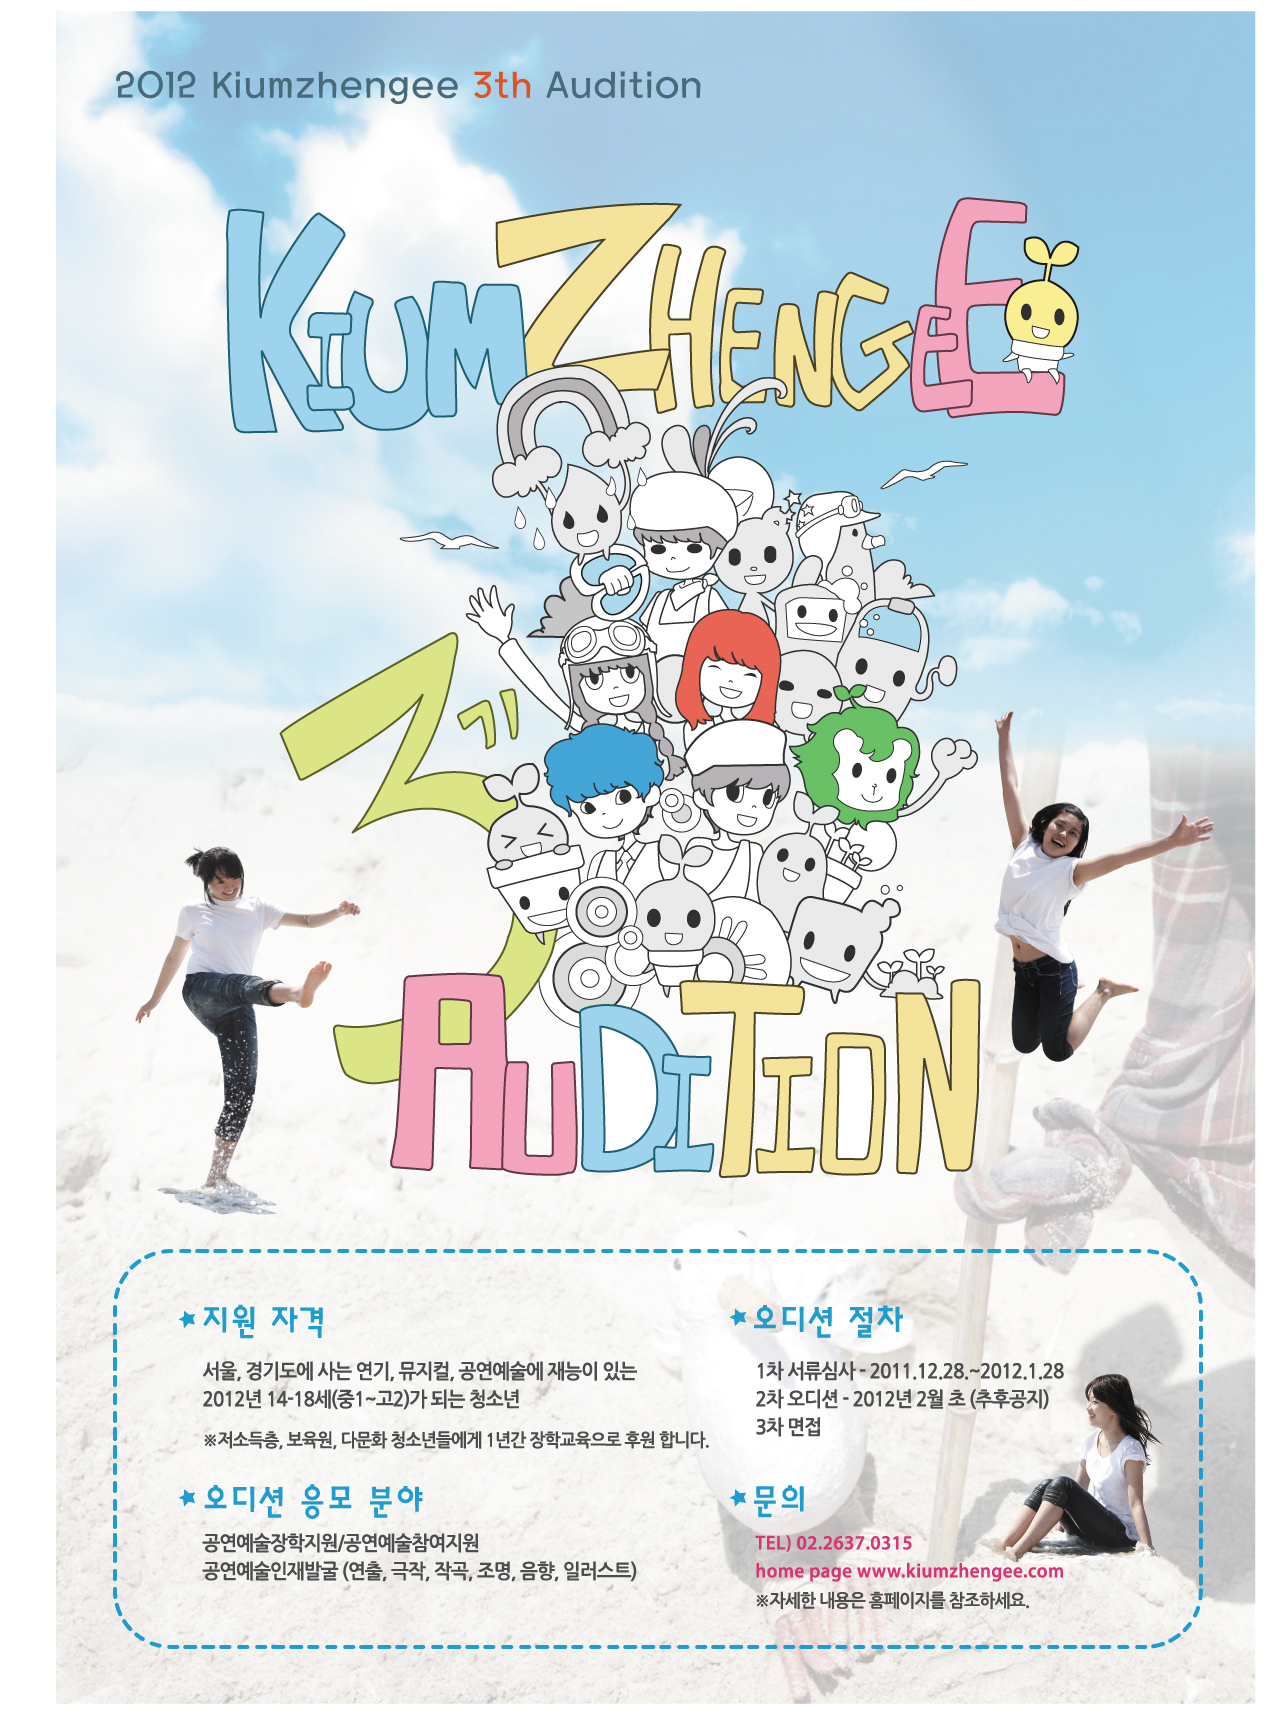 2012 Kiumzhengee 3th Audition
KIUMZHENGEE
3기
AUDITION
지원 자격
서울, 경기도에 사는 연기, 뮤지컬, 공연예술에 재능이 있는
2012년 14-18세(중1~고2)가 되는 청소년
※저소득층, 보육원, 다문화 청소년들에게 1년간 장학교육으로 후원 합니다.
오디션 응모 분야
공연예술장학지원/공연예술참여지원
공연예술인재발굴 (연출, 극작, 작곡, 조명, 음향, 일러스트)
오디션 절차
1차 서류심사 - 2011.12.28.~2012.1.28
2차 오디션 - 2012년 2월 초 (추후공지)
3차 면접
문의
TEL) 02.2637.0315
home page www.kiumzhengee.com
※자세한 내용은 홈페이지를 참조하세요.